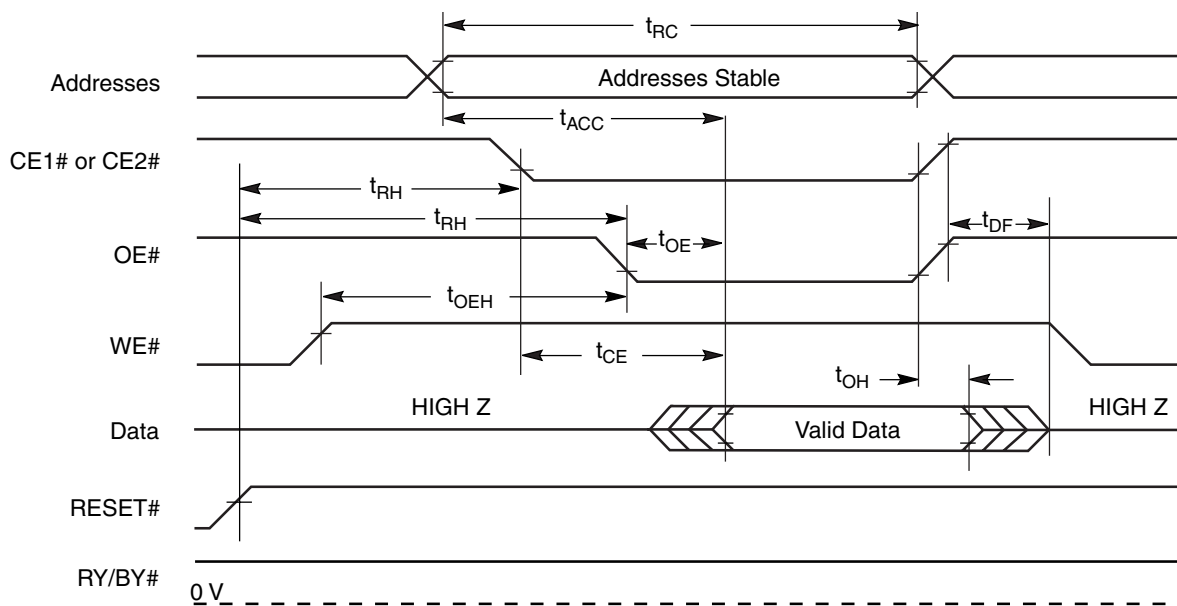 tRC
Addresses
Addresses Stable
tACC
CE1# or CE2#
tRH
tRH
tOE
tDF
OE#
tOEH
WE#
tCE
tOH
HIGH Z
HIGH Z
Data
Valid Data
RESET#
RY/BY#
0 V